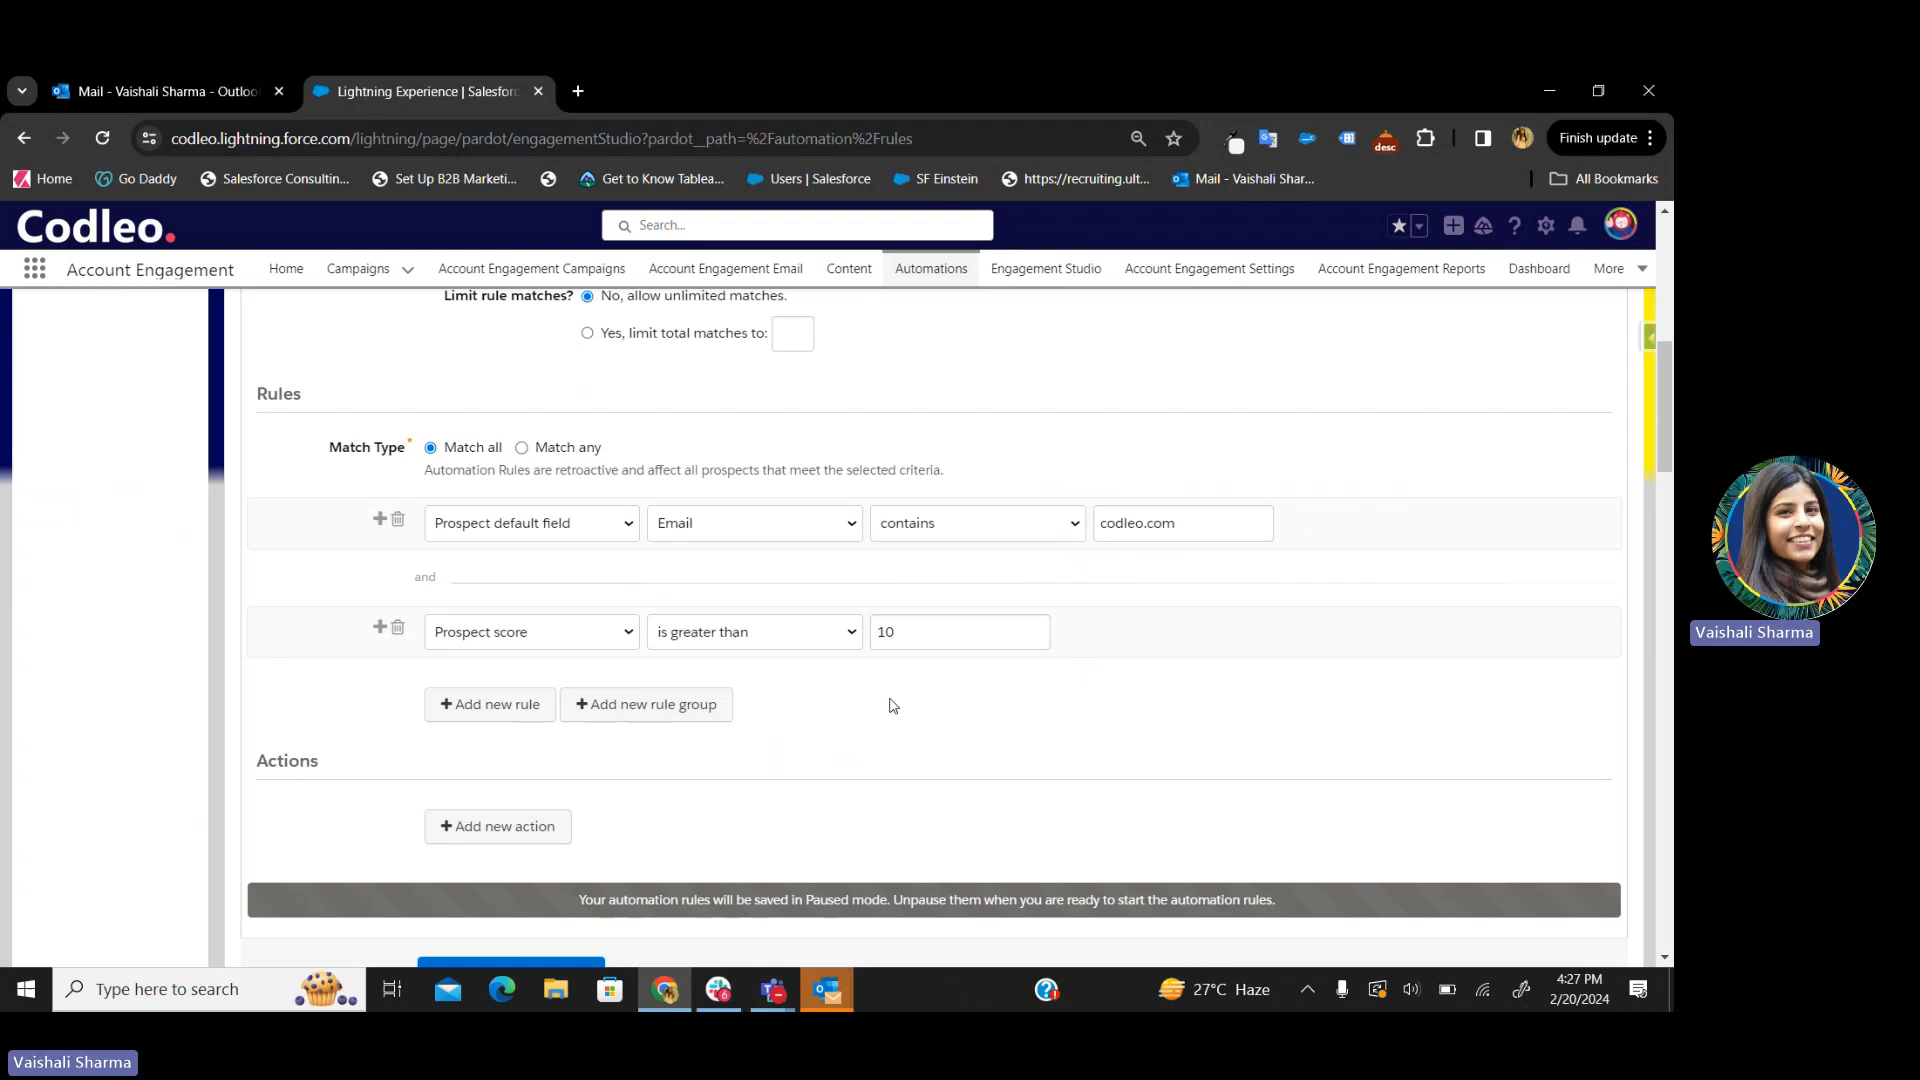 Mail - Vaishali Sharma - Outloo
Lightning Experience | Salesforc
codleo.lightning.force.com/lightning/page/pardot/engagementStudio?pardot__path=%2Fautomation%2Frules
desc
Finish update
Home
Go Daddy
Salesforce Consultin...
Set Up B2B Marketi...
Get to Know Tablea...
Users | Salesforce
SF Einstein
https://recruiting.ult...
Mail - Vaishali Shar...
All Bookmarks
Codleo.
Search...
Account Engagement
Home
Campaigns
Account Engagement Campaigns
Account Engagement Email
Content
Automations
Engagement Studio
Account Engagement Settings
Account Engagement Reports
Dashboard
More
Limit rule matches?
No, allow unlimited matches.
Yes, limit total matches to:
Rules
Match Type*
Match all
Match any
Automation Rules are retroactive and affect all prospects that meet the selected criteria.
Prospect default field
Email
contains
codleo.com
and
Prospect score
is greater than
10
+ Add new rule
+ Add new rule group
Actions
+ Add new action
Your automation rules will be saved in Paused mode. Unpause them when you are ready to start the automation rules.
Vaishali Sharma
Type here to search
6
27°C Haze
4:27 PM
2/20/2024
Vaishali Sharma